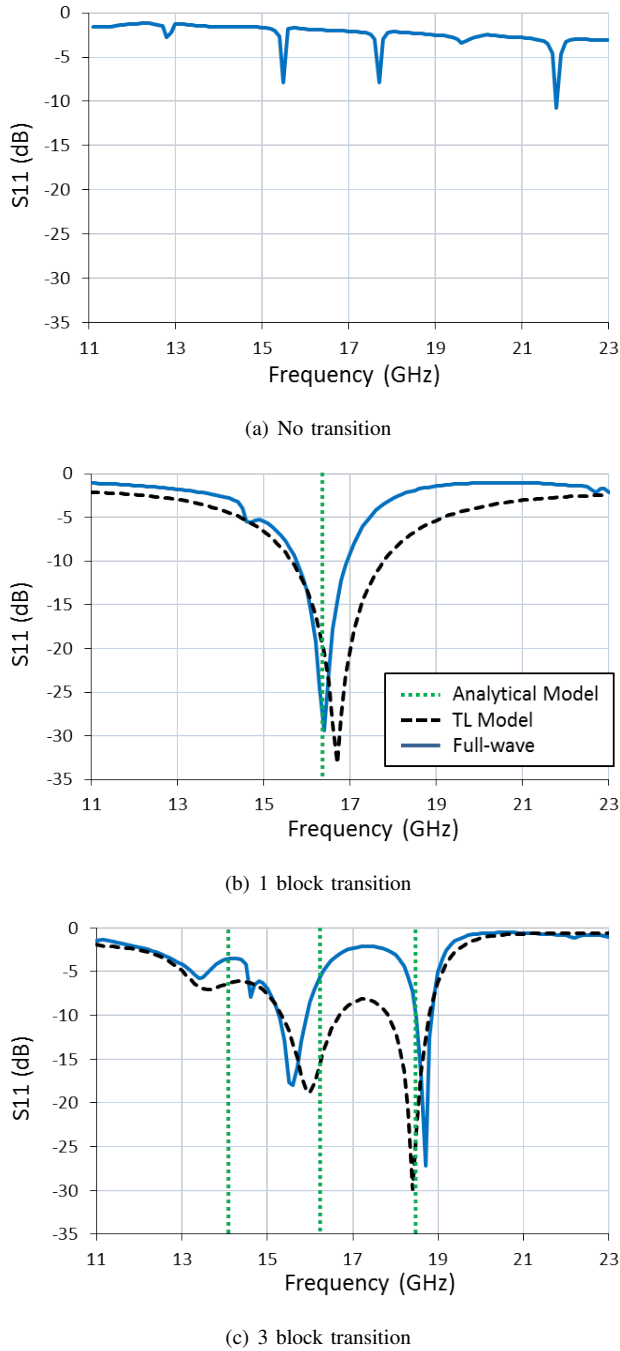 0
-5
-10
-15
-20
-25
-30
-35
S11 (dB)
11 13 15 17 19 21 23
Frequency (GHz)
(a) No transition
0
-5
-10
-15
-20
-25
-30
-35
S11 (dB)
Analytical Model
TL Model
Full-wave
11 13 15 17 19 21 23
Frequency (GHz)
(b) 1 block transition
0
-5
-10
-15
-20
-25
-30
-35
S11 (dB)
11 13 15 17 19 21 23
Frequency (GHz)
(c) 3 block transition